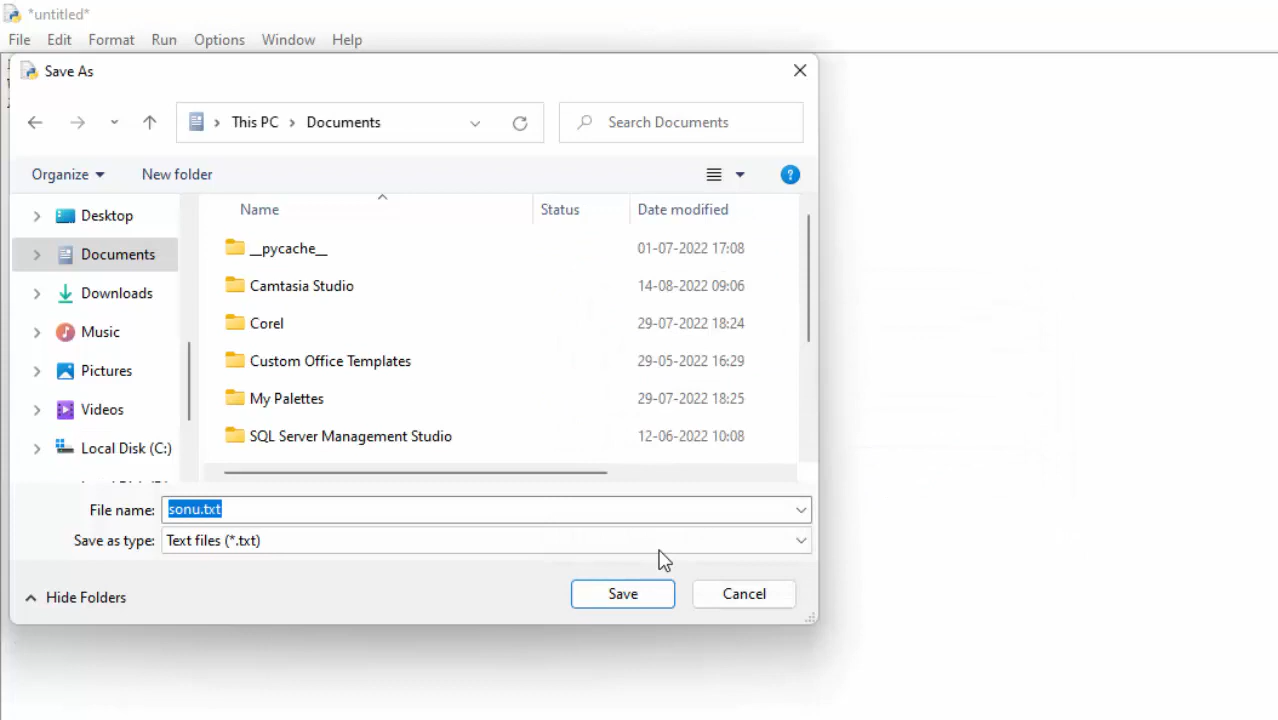 *untitled*
File Edit Format Run Options Window Help
Save As
This PC > Documents
Search Documents
Organize New folder
Name Status Date modified
Desktop
Documents
Downloads
Music
Pictures
Videos
Local Disk (C:)
__pycache__ 01-07-2022 17:08
Camtasia Studio 14-08-2022 09:06
Corel 29-07-2022 18:24
Custom Office Templates 29-05-2022 16:29
My Palettes 29-07-2022 18:25
SQL Server Management Studio 12-06-2022 10:08
File name: sonu.txt
Save as type: Text files (*.txt)
Hide Folders
Save Cancel